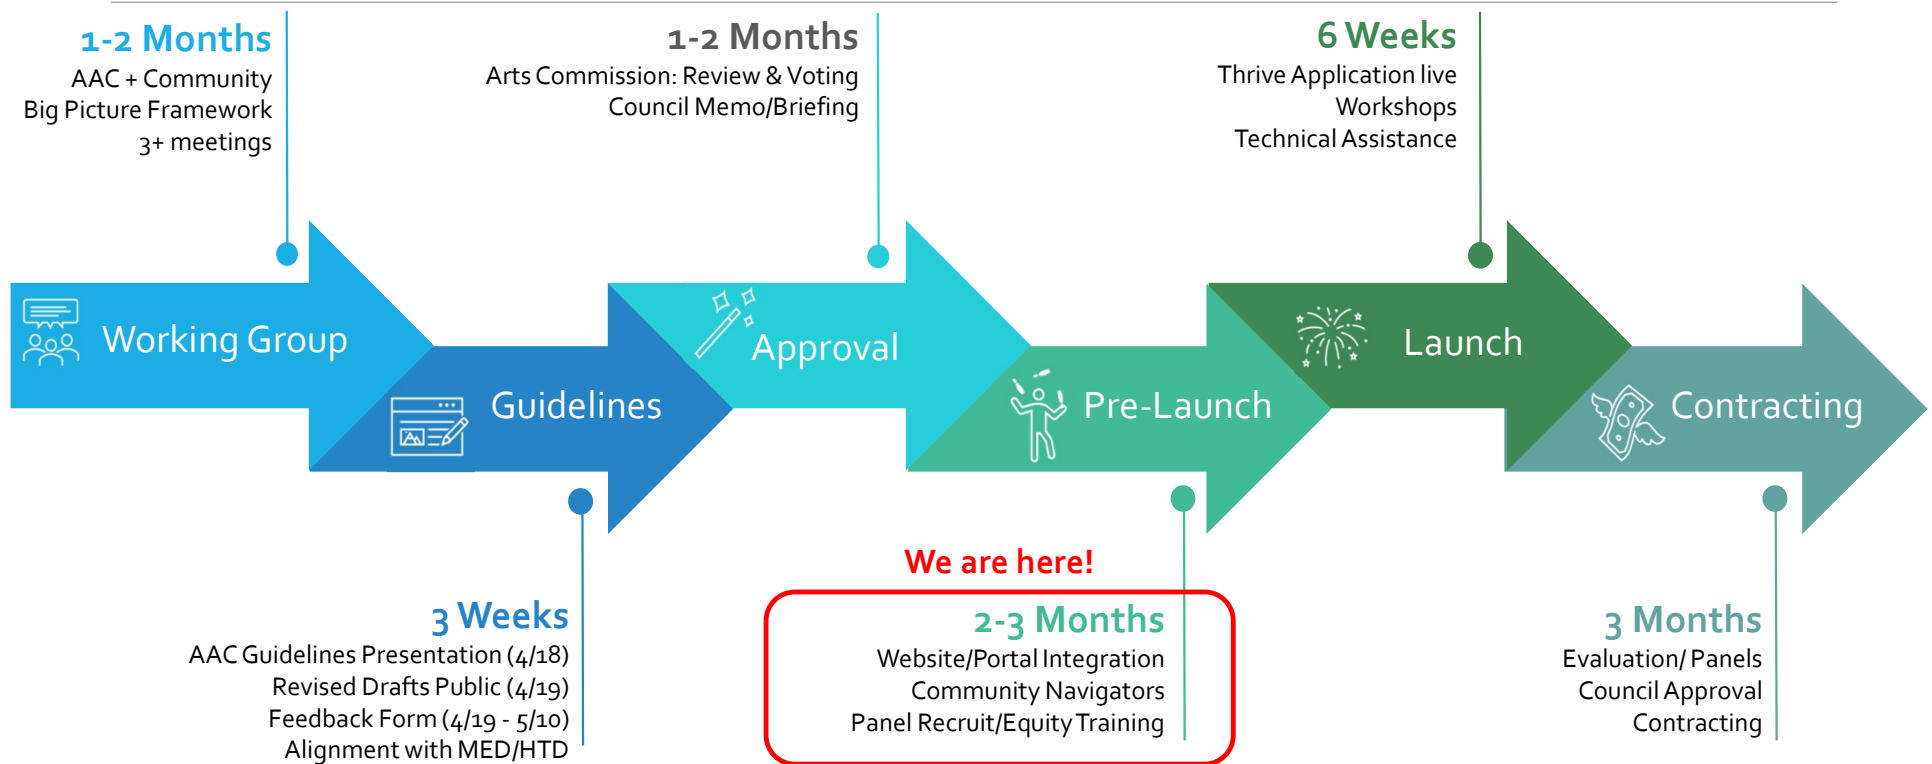 1-2 Months
AAC + Community
Big Picture Framework
3+ meetings
1-2 Months
Arts Commission: Review & Voting
Council Memo/Briefing
6 Weeks
Thrive Application live
Workshops
Technical Assistance
Working Group
Guidelines
Approval
Pre-Launch
Launch
Contracting
3 Weeks
AAC Guidelines Presentation (4/18)
Revised Drafts Public (4/19)
Feedback Form (4/19 - 5/10)
Alignment with MED/HTD
We are here!
2-3 Months
Website/Portal Integration
Community Navigators
Panel Recruit/Equity Training
3 Months
Evaluation/ Panels
Council Approval
Contracting